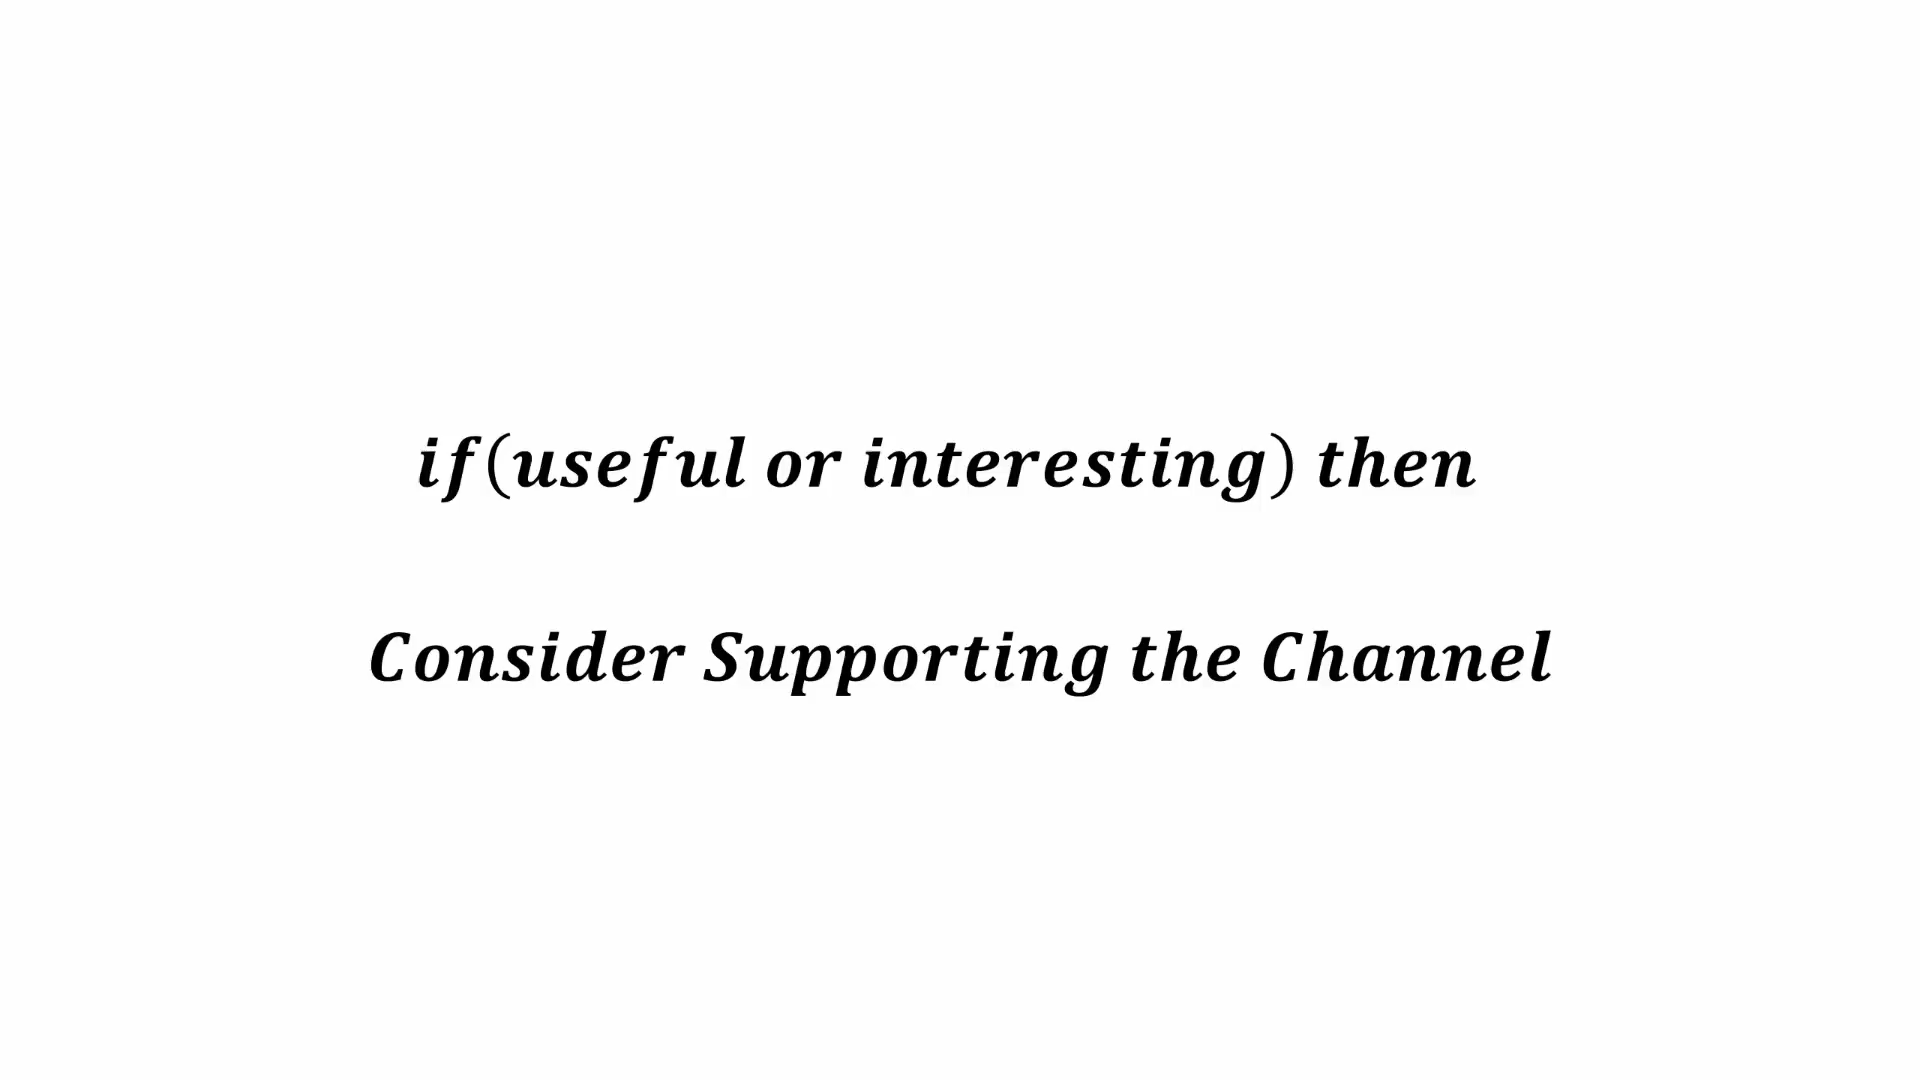 if(useful or interesting) then
Consider Supporting the Channel